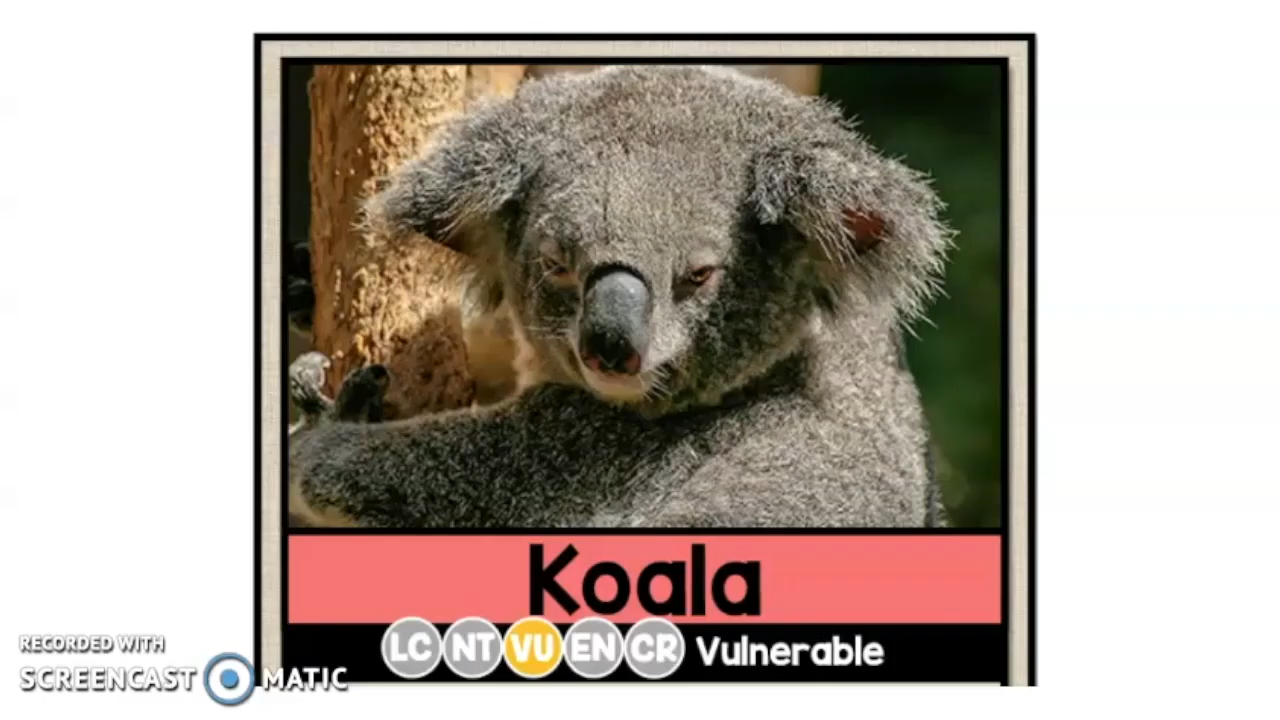 Koala
LC NT VU EN CR Vulnerable
RECORDED WITH
SCREENCAST MATIC